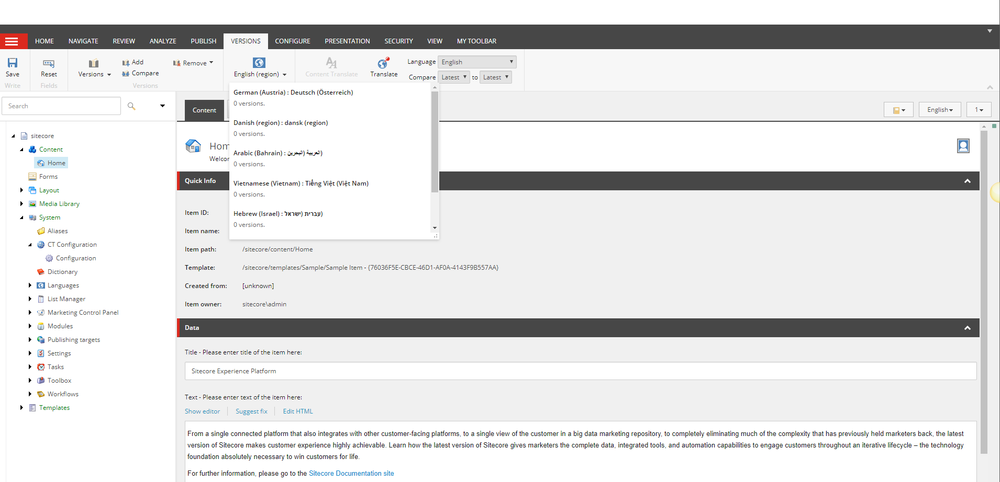 HOME NAVIGATE REVIEW ANALYZE PUBLISH VERSIONS CONFIGURE PRESENTATION SECURITY VIEW MY TOOLBAR
Save
Write
Reset
Fields
Versions
Add
Compare
Remove
Versions
English (region)
Content Translate
Translate
Language English
Compare Latest to Latest
German (Austria) : Deutsch (Österreich)
0 versions.
Danish (region) : dansk (region)
0 versions.
Arabic (Bahrain) : العربية (البحرين)
0 versions.
Vietnamese (Vietnam) : Tiếng Việt (Việt Nam)
0 versions.
Hebrew (Israel) : עברית (ישראל)
0 versions.
Search
sitecore
Content
Home
Forms
Layout
Media Library
System
Aliases
CT Configuration
Configuration
Dictionary
Languages
List Manager
Marketing Control Panel
Modules
Publishing targets
Settings
Tasks
Toolbox
Workflows
Templates
Content
English
1
Hom
Welcor
Quick Info
Item ID:
Item name:
Item path: /sitecore/content/Home
Template: /sitecore/templates/Sample/Sample Item - {76036F5E-CBCE-46D1-AF0A-4143F9B557AA}
Created from: [unknown]
Item owner: sitecore\admin
Data
Title - Please enter title of the item here:
Sitecore Experience Platform
Text - Please enter text of the item here:
Show editor Suggest fix Edit HTML
From a single connected platform that also integrates with other customer-facing platforms, to a single view of the customer in a big data marketing repository, to completely eliminating much of the complexity that has previously held marketers back, the latest
version of Sitecore makes customer experience highly achievable. Learn how the latest version of Sitecore gives marketers the complete data, integrated tools, and automation capabilities to engage customers throughout an iterative lifecycle – the technology
foundation absolutely necessary to win customers for life.
For further information, please go to the Sitecore Documentation site